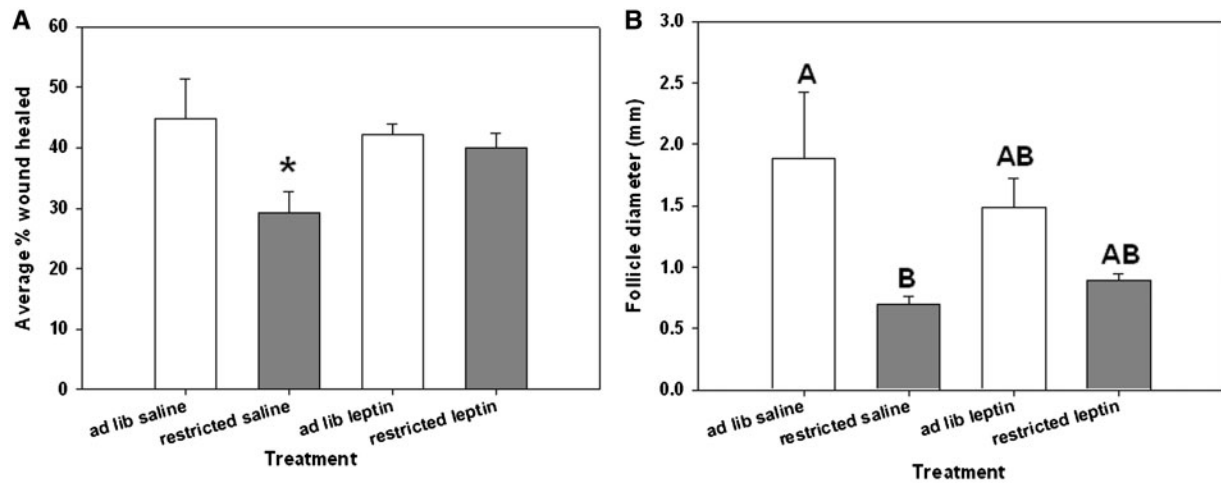 A
Average % wound healed
60
50
40
30
20
10
0
*
ad lib saline
restricted saline
ad lib leptin
restricted leptin
Treatment
B
Follicle diameter (mm)
3.0
2.5
2.0
1.5
1.0
0.5
0.0
A
B
AB
AB
ad lib saline
restricted saline
ad lib leptin
restricted leptin
Treatment